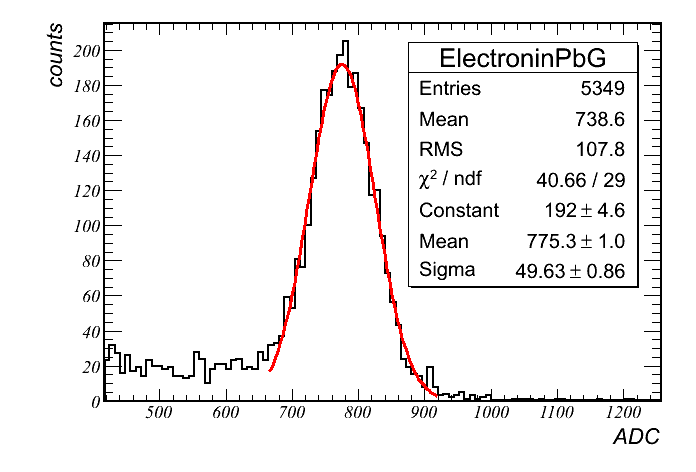 counts
200
180
160
140
120
100
80
60
40
20
0
ElectroninPbG
Entries 5349
Mean 738.6
RMS 107.8
χ² / ndf 40.66 / 29
Constant 192 ± 4.6
Mean 775.3 ± 1.0
Sigma 49.63 ± 0.86
500 600 700 800 900 1000 1100 1200
ADC